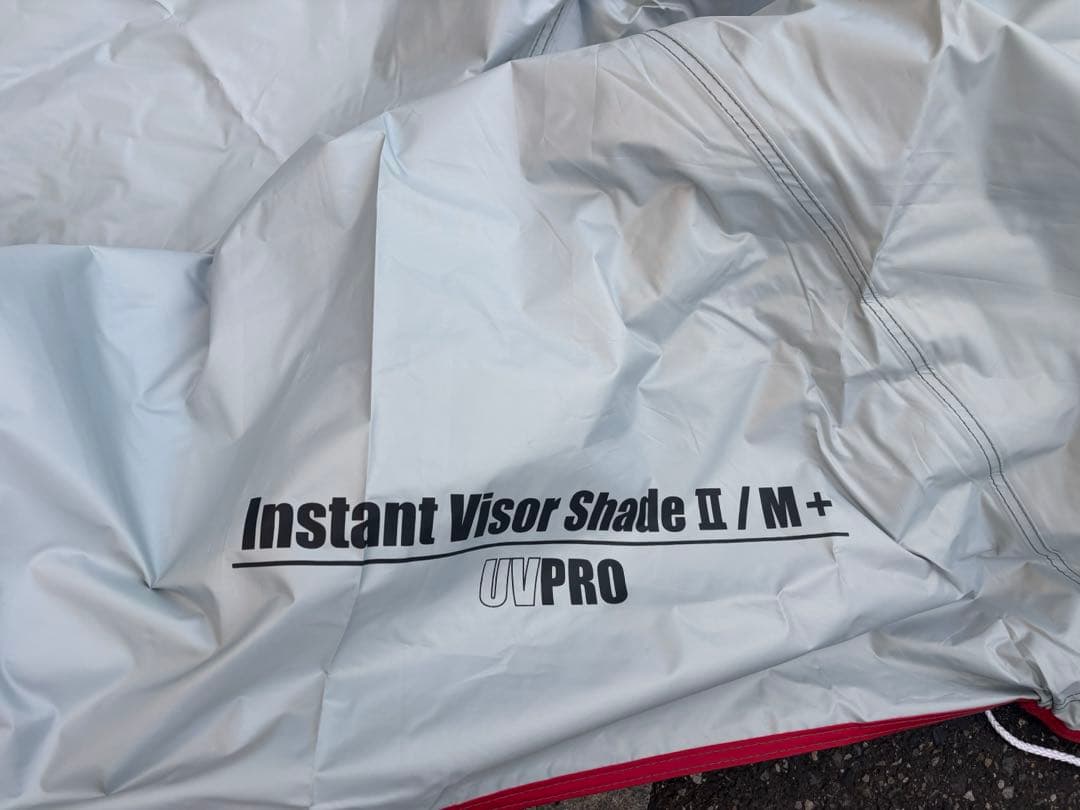 Instant Visor Shade Ⅱ / M+
UVPRO